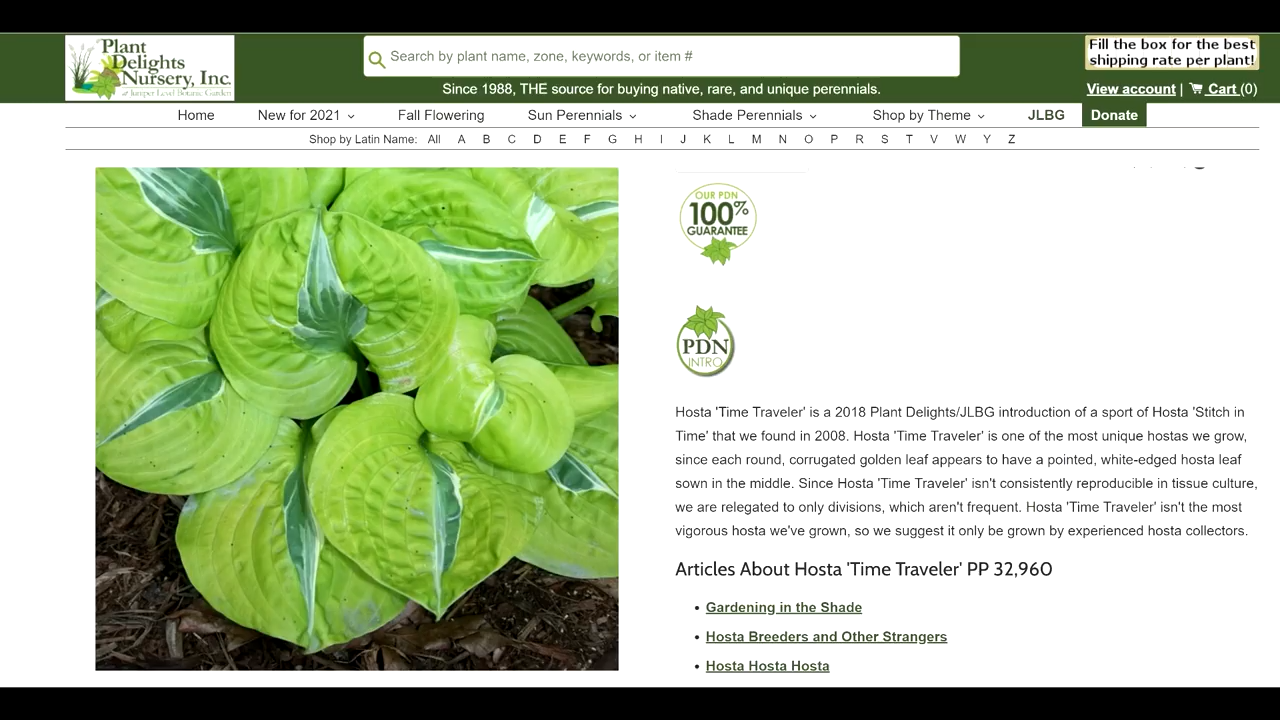 Plant
Delights
Nursery, Inc.
at Juniper Level Botanic Garden
Search by plant name, zone, keywords, or item #
Since 1988, THE source for buying native, rare, and unique perennials.
Fill the box for the best
shipping rate per plant!
View account | Cart (0)
Home New for 2021 Fall Flowering Sun Perennials Shade Perennials Shop by Theme JLBG Donate
Shop by Latin Name: All A B C D E F G H I J K L M N O P R S T V W Y Z
OUR PDN
100%
GUARANTEE
PDN
INTRO
Hosta 'Time Traveler' is a 2018 Plant Delights/JLBG introduction of a sport of Hosta 'Stitch in
Time' that we found in 2008. Hosta 'Time Traveler' is one of the most unique hostas we grow,
since each round, corrugated golden leaf appears to have a pointed, white-edged hosta leaf
sown in the middle. Since Hosta 'Time Traveler' isn't consistently reproducible in tissue culture,
we are relegated to only divisions, which aren't frequent. Hosta 'Time Traveler' isn't the most
vigorous hosta we've grown, so we suggest it only be grown by experienced hosta collectors.
Articles About Hosta 'Time Traveler' PP 32,960
• Gardening in the Shade
• Hosta Breeders and Other Strangers
• Hosta Hosta Hosta